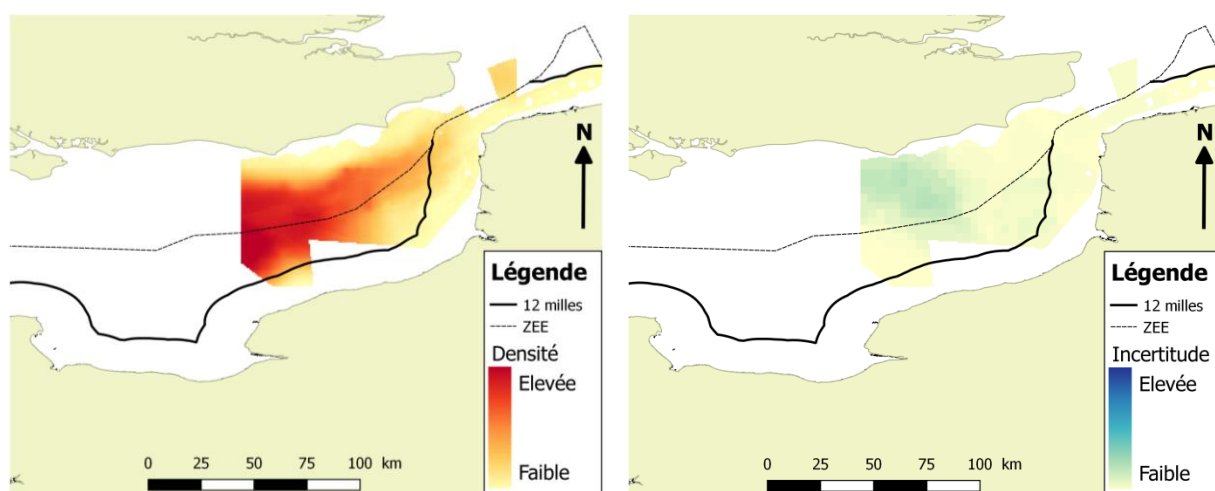 N
Légende
12 milles
ZEE
Densité
Elevée
Faible
0 25 50 75 100 km
N
Légende
12 milles
ZEE
Incertitude
Elevée
Faible
0 25 50 75 100 km